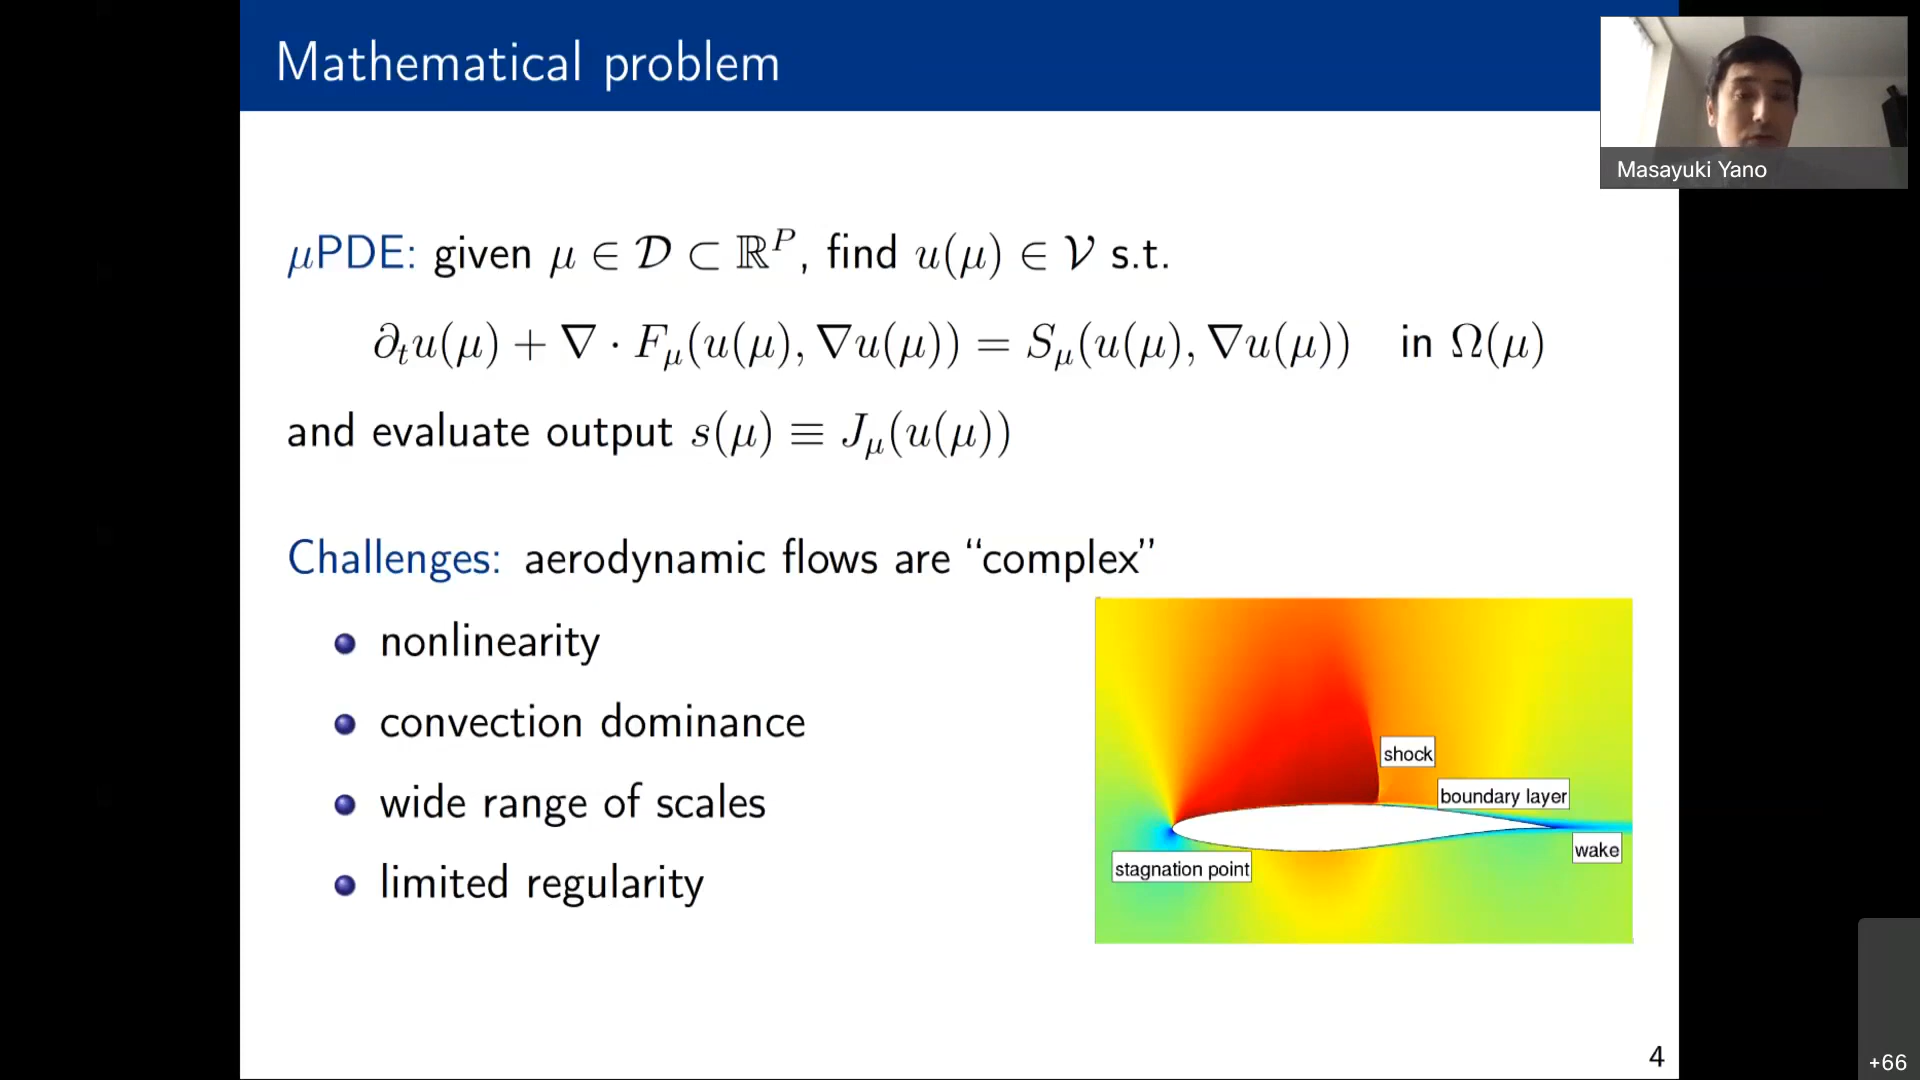 Mathematical problem
Masayuki Yano
μPDE: given μ ∈ 𝒟 ⊂ ℝ^P, find u(μ) ∈ 𝒱 s.t.
∂_t u(μ) + ∇ · F_μ(u(μ), ∇u(μ)) = S_μ(u(μ), ∇u(μ)) in Ω(μ)
and evaluate output s(μ) ≡ J_μ(u(μ))
Challenges: aerodynamic flows are “complex”
nonlinearity
convection dominance
wide range of scales
limited regularity
shock
boundary layer
wake
stagnation point
4
+66